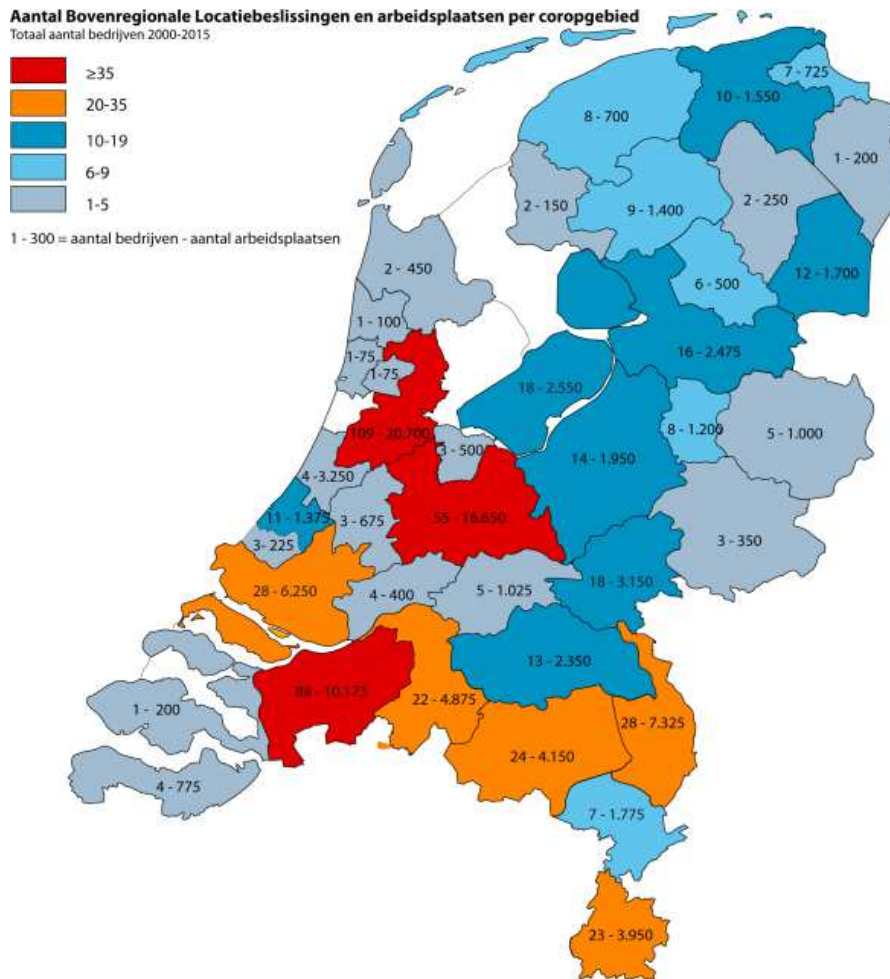 Aantal Bovenregionale Locatiebeslissingen en arbeidsplaatsen per coropgebied
Totaal aantal bedrijven 2000-2015
≥35
20-35
10-19
6-9
1-5
1 - 300 = aantal bedrijven - aantal arbeidsplaatsen
7 - 725
10 - 1.550
8 - 700
1 - 200
2 - 150
2 - 250
9 - 1.400
2 - 450
12 - 1.700
6 - 500
1 - 100
16 - 2.475
1-75
1-75
18 - 2.550
109 - 20.700
8 - 1.200
5 - 1.000
3 - 500
14 - 1.950
4 - 3.250
11 - 1.375
3 - 675
55 - 16.650
3- 225
3 - 350
28 - 6.250
4 - 400
5 - 1.025
18 - 3.150
13 - 2.350
88 - 10.175
22 - 4.875
1 - 200
28 - 7.325
24 - 4.150
4 - 775
7 - 1.775
23 - 3.950